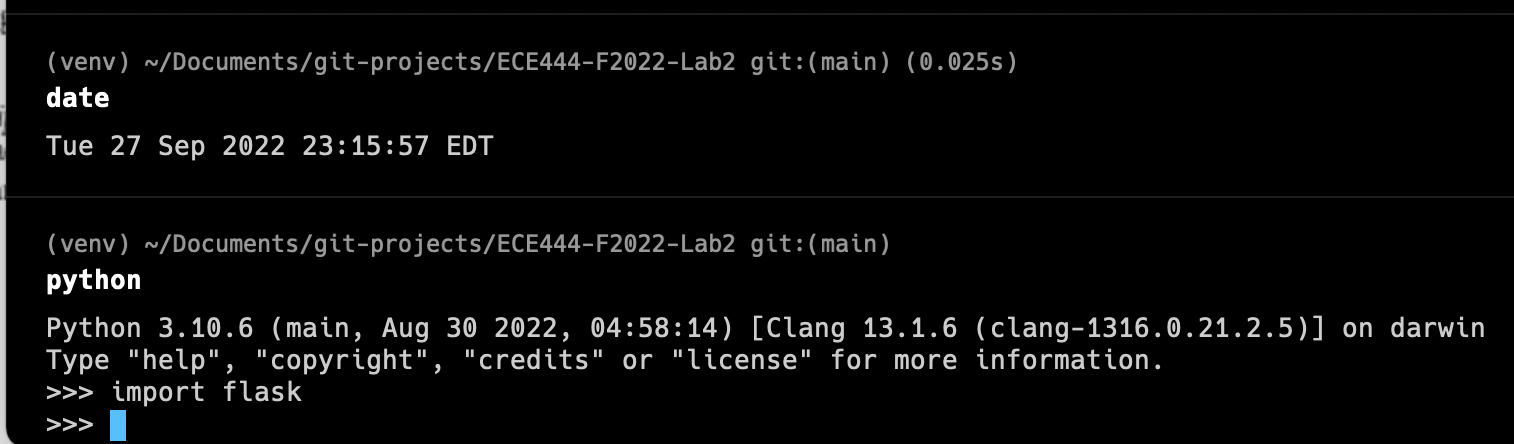 (venv) ~/Documents/git-projects/ECE444-F2022-Lab2 git:(main) (0.025s)
date
Tue 27 Sep 2022 23:15:57 EDT
(venv) ~/Documents/git-projects/ECE444-F2022-Lab2 git:(main)
python
Python 3.10.6 (main, Aug 30 2022, 04:58:14) [Clang 13.1.6 (clang-1316.0.21.2.5)] on darwin
Type "help", "copyright", "credits" or "license" for more information.
>>> import flask
>>>